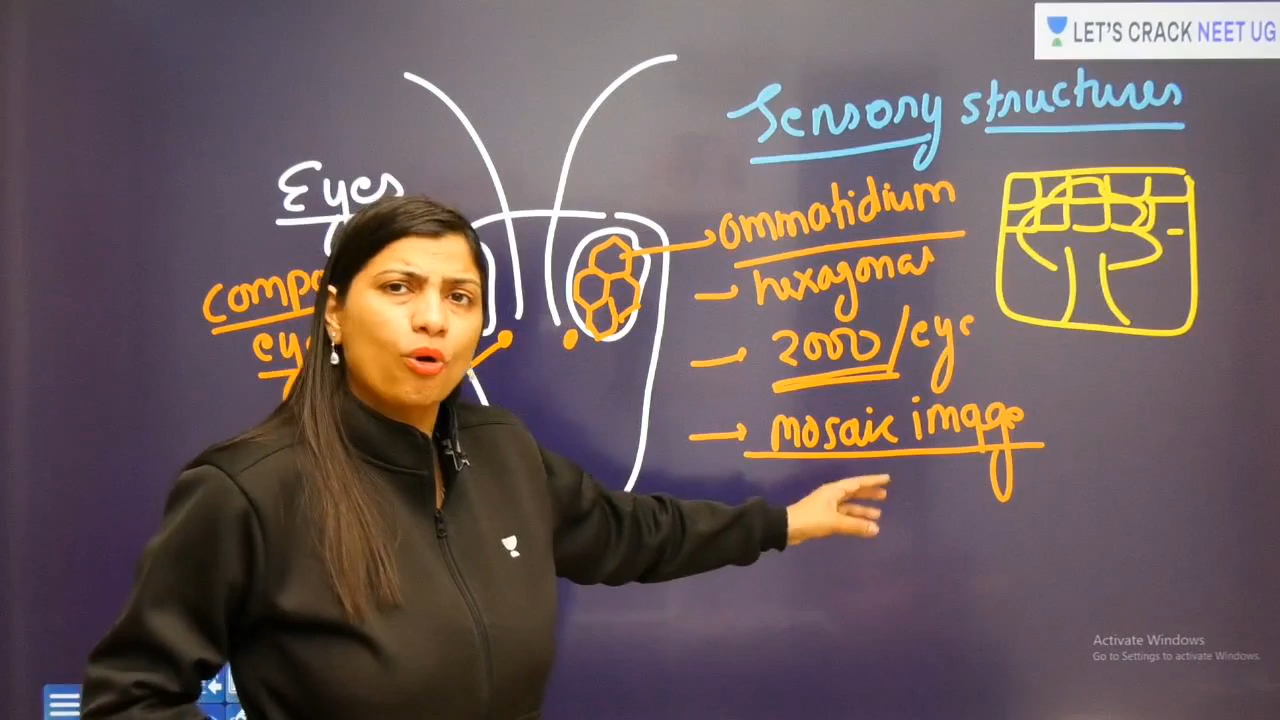 LET'S CRACK NEET UG
Sensory structures
Eyes
ommatidium
hexagonal
2000/eye
mosaic image
Activate Windows
Go to Settings to activate Windows.